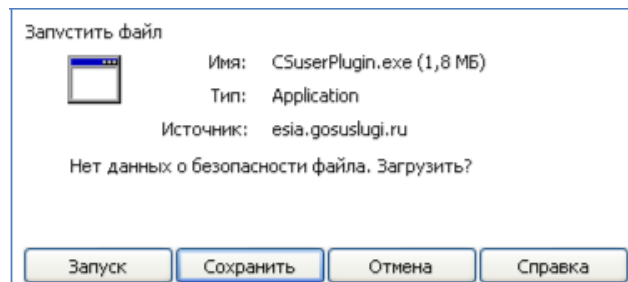 Запустить файл
Имя: CSuserPlugin.exe (1,8 МБ)
Тип: Application
Источник: esia.gosuslugi.ru
Нет данных о безопасности файла. Загрузить?
Запуск Сохранить Отмена Справка